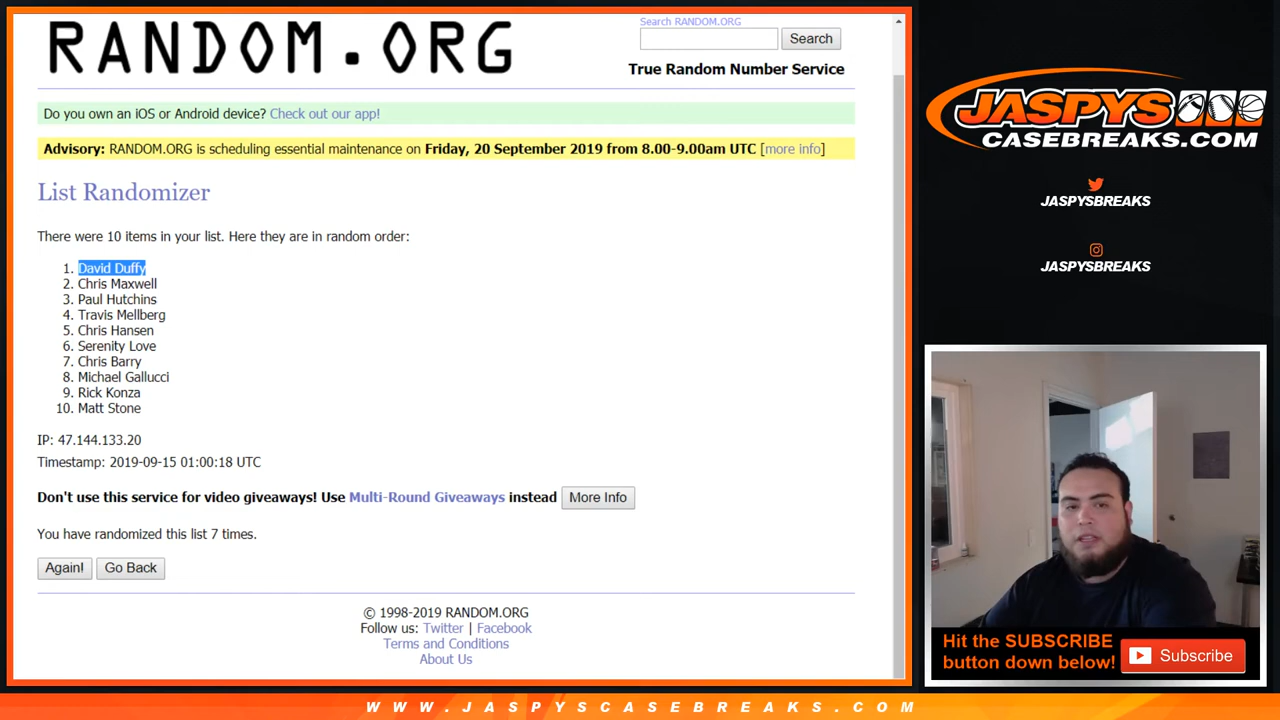 RANDOM.ORG
Search RANDOM.ORG
Search
True Random Number Service
Do you own an iOS or Android device? Check out our app!
Advisory: RANDOM.ORG is scheduling essential maintenance on Friday, 20 September 2019 from 8.00-9.00am UTC [more info]
List Randomizer
There were 10 items in your list. Here they are in random order:
1. David Duffy
2. Chris Maxwell
3. Paul Hutchins
4. Travis Mellberg
5. Chris Hansen
6. Serenity Love
7. Chris Barry
8. Michael Gallucci
9. Rick Konza
10. Matt Stone
IP: 47.144.133.20
Timestamp: 2019-09-15 01:00:18 UTC
Don't use this service for video giveaways! Use Multi-Round Giveaways instead More Info
You have randomized this list 7 times.
Again! Go Back
© 1998-2019 RANDOM.ORG
Follow us: Twitter | Facebook
Terms and Conditions
About Us
JASPYS
CASEBREAKS.COM
JASPYSBREAKS
JASPYSBREAKS
Hit the SUBSCRIBE
button down below!
Subscribe
WWW.JASPYSCASEBREAKS.COM